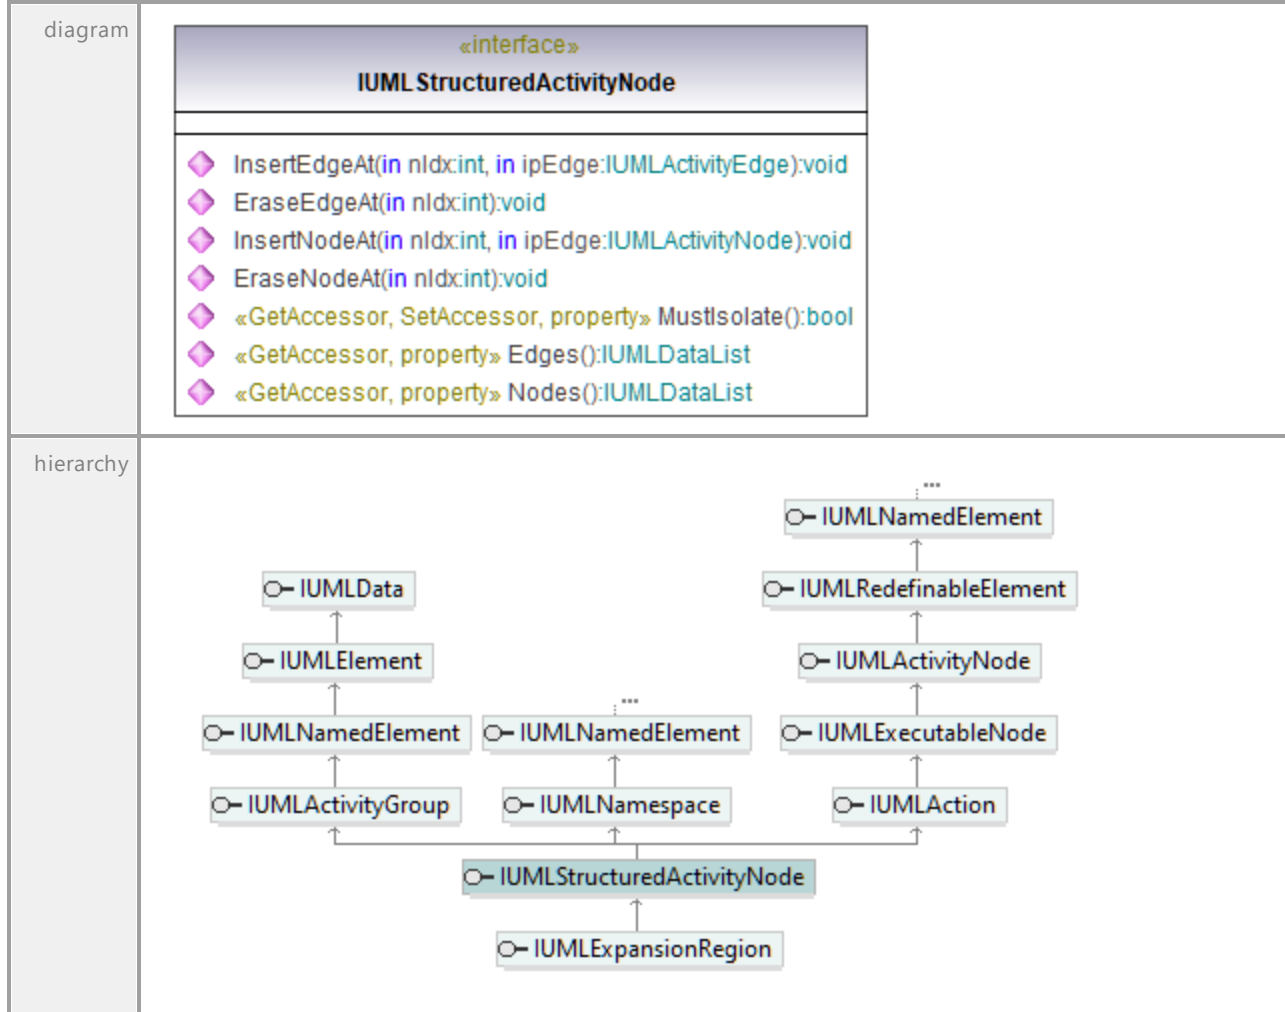 diagram
«interface»
IUMLStructuredActivityNode
InsertEdgeAt(in nIdx:int, in ipEdge:IUMLActivityEdge):void
EraseEdgeAt(in nIdx:int):void
InsertNodeAt(in nIdx:int, in ipEdge:IUMLActivityNode):void
EraseNodeAt(in nIdx:int):void
«GetAccessor, SetAccessor, property» MustIsolate():bool
«GetAccessor, property» Edges():IUMLDataList
«GetAccessor, property» Nodes():IUMLDataList
hierarchy
...
IUMLNamedElement
IUMLData
IUMLRedefinableElement
IUMLElement
IUMLActivityNode
...
IUMLNamedElement
IUMLNamedElement
IUMLExecutableNode
IUMLActivityGroup
IUMLNamespace
IUMLAction
IUMLStructuredActivityNode
IUMLExpansionRegion